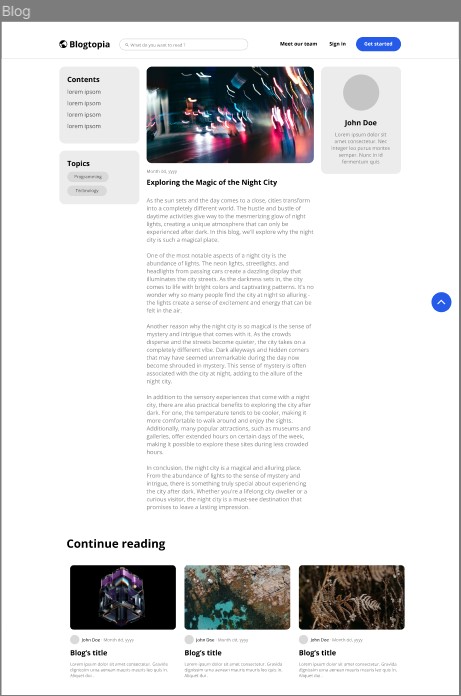 Blog
Blogtopia
What do you want to read ?
Meet our team
Sign in
Get started
Contents
lorem ipsom
lorem ipsom
lorem ipsom
lorem ipsom
Topics
Programming
Technology
Month dd, yyyy
Exploring the Magic of the Night City
As the sun sets and the day comes to a close, cities transform
into a completely different world. The hustle and bustle of
daytime activities give way to the mesmerizing glow of night
lights, creating a unique atmosphere that can only be
experienced after dark. In this blog, we'll explore why the night
city is such a magical place.
One of the most notable aspects of a night city is the
abundance of lights. The neon lights, streetlights, and
headlights from passing cars create a dazzling display that
illuminates the city streets. As the darkness sets in, the city
comes to life with bright colors and captivating patterns. It's no
wonder why so many people find the city at night so alluring -
the lights create a sense of excitement and energy that can be
felt in the air.
Another reason why the night city is so magical is the sense of
mystery and intrigue that comes with it. As the crowds
disperse and the streets become quieter, the city takes on a
completely different vibe. Dark alleyways and hidden corners
that may have seemed unremarkable during the day now
become shrouded in mystery. This sense of mystery is often
associated with the city at night, adding to the allure of the
night city.
In addition to the sensory experiences that come with a night
city, there are also practical benefits to exploring the city after
dark. For one, the temperature tends to be cooler, making it
more comfortable to walk around and enjoy the sights.
Additionally, many popular attractions, such as museums and
galleries, offer extended hours on certain days of the week,
making it possible to explore these sites during less crowded
hours.
In conclusion, the night city is a magical and alluring place.
From the abundance of lights to the sense of mystery and
intrigue, there is something truly special about experiencing
the city after dark. Whether you're a lifelong city dweller or a
curious visitor, the night city is a must-see destination that
promises to leave a lasting impression.
John Doe
Lorem ipsum dolor sit
amet consectetur. Nec
integer tor purus montes
semper. Nunc in id
fermentum quis.
Continue reading
John Doe · Month dd, yyyy
Blog's title
Lorem ipsum dolor sit amet consectetur. Gravida
dignissim urna aenean mauris mauris id sed eros.
Aliquet dui.
John Doe · Month dd, yyyy
Blog's title
Lorem ipsum dolor sit amet consectetur. Gravida
dignissim urna aenean mauris mauris id sed eros.
Aliquet dui.
John Doe · Month dd, yyyy
Blog's title
Lorem ipsum dolor sit amet consectetur. Gravida
dignissim urna aenean mauris mauris id sed eros.
Aliquet dui.